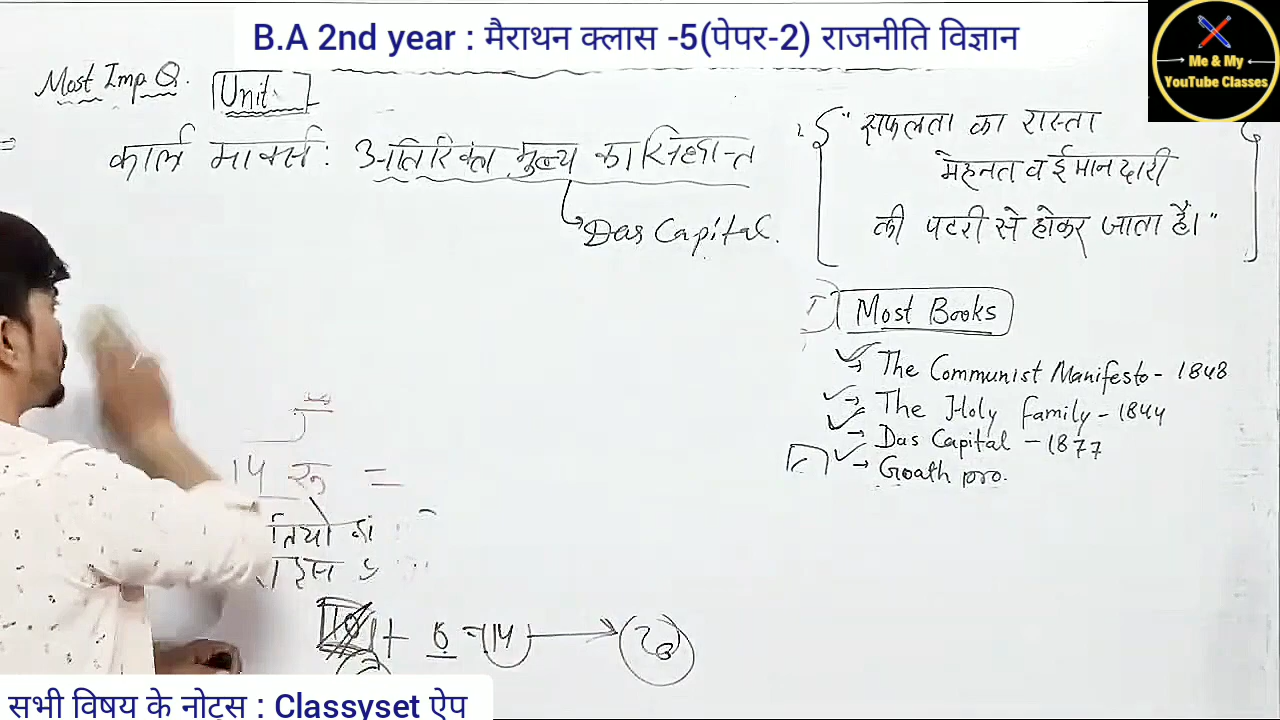 B.A 2nd year : मैराथन क्लास -5(पेपर-2) राजनीति विज्ञान
Me & My
YouTube Classes
Most Imp Q.
Unit
कार्ल मार्क्स : अतिरिक्त मुल्य का सिद्धान्त
Das Capital.
"सफलता का रास्ता
मेहनत व ईमानदारी
की पटरी से होकर जाता है।"
Most Books
→ The Communist Manifesto - 1848
→ The Holy Family - 1844
→ Das Capital - 1877
→ Goath pro.
14 रु =
+ 6 = 14 → 20
सभी विषय के नोट्स : Classyset ऐप